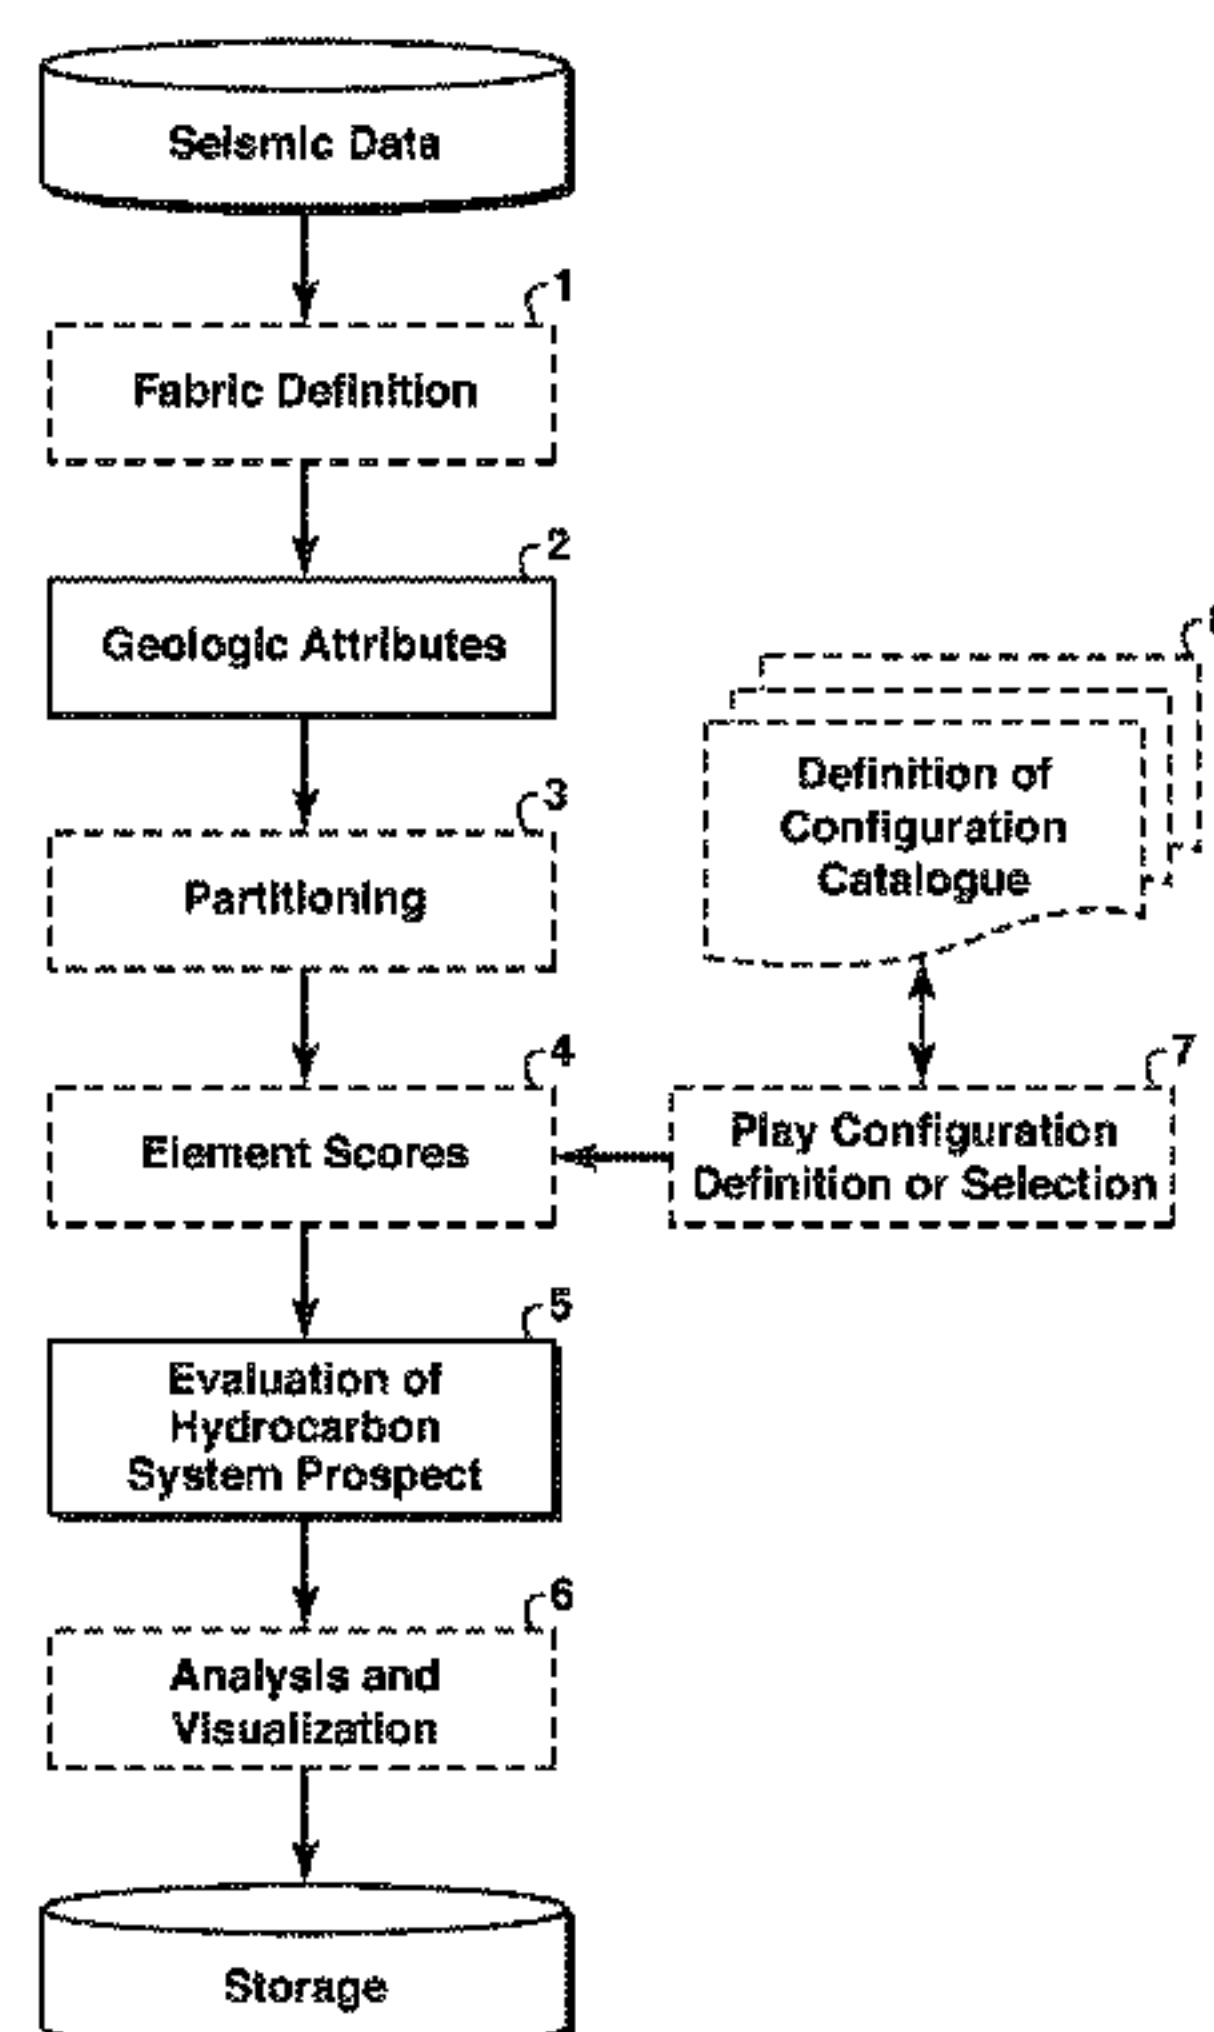 Seismic Data
1
Fabric Definition
2
Geologic Attributes
3
Partitioning
4
Element Scores
5
Evaluation of
Hydrocarbon
System Prospect
6
Analysis and
Visualization
Storage
Definition of
Configuration
Catalogue
7
Play Configuration
Definition or Selection